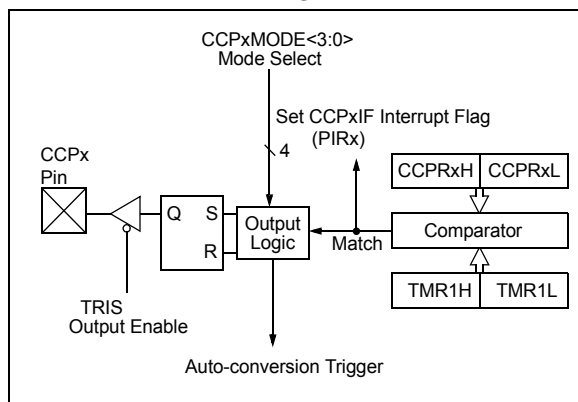 CCPxMODE<3:0>
Mode Select
Set CCPxIF Interrupt Flag
(PIRx)
4
CCPx
Pin
CCPRxH CCPRxL
Q S
R
Output
Logic
Match
Comparator
TMR1H TMR1L
TRIS
Output Enable
Auto-conversion Trigger